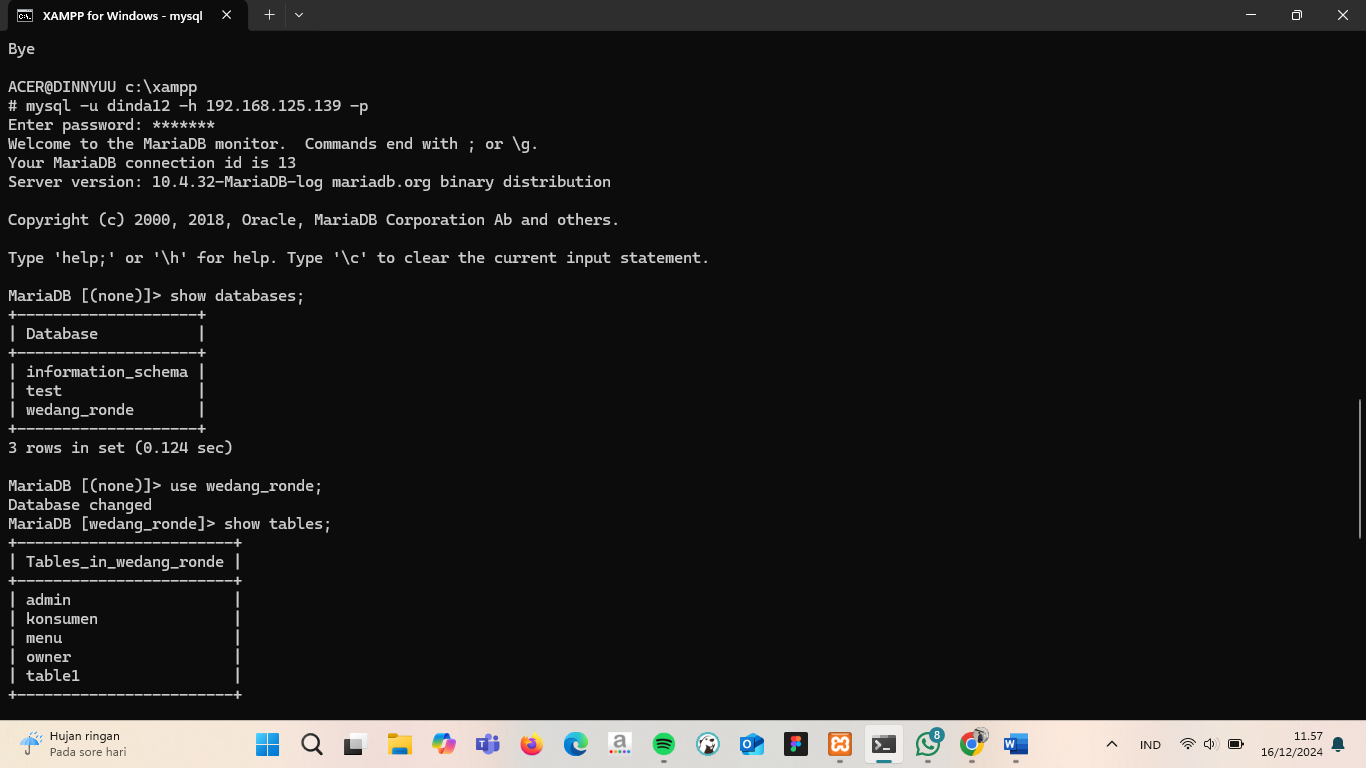 XAMPP for Windows - mysql
Bye
ACER@DINNYUU c:\xampp
# mysql -u dinda12 -h 192.168.125.139 -p
Enter password: *******
Welcome to the MariaDB monitor.  Commands end with ; or \g.
Your MariaDB connection id is 13
Server version: 10.4.32-MariaDB-log mariadb.org binary distribution
Copyright (c) 2000, 2018, Oracle, MariaDB Corporation Ab and others.
Type 'help;' or '\h' for help. Type '\c' to clear the current input statement.
MariaDB [(none)]> show databases;
+--------------------+
| Database           |
+--------------------+
| information_schema |
| test               |
| wedang_ronde       |
+--------------------+
3 rows in set (0.124 sec)
MariaDB [(none)]> use wedang_ronde;
Database changed
MariaDB [wedang_ronde]> show tables;
+------------------------+
| Tables_in_wedang_ronde |
+------------------------+
| admin                  |
| konsumen               |
| menu                   |
| owner                  |
| table1                 |
+------------------------+
Hujan ringan
Pada sore hari
8
IND
11.57
16/12/2024